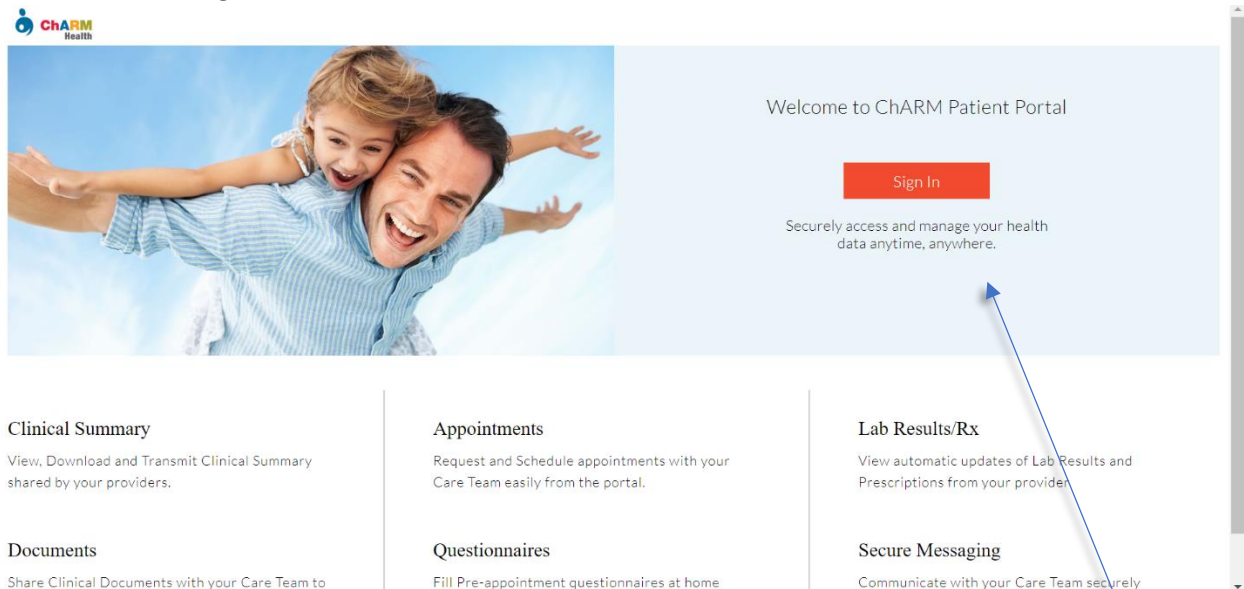 ChARM
Health
Welcome to ChARM Patient Portal
Sign In
Securely access and manage your health
data anytime, anywhere.
Clinical Summary
View, Download and Transmit Clinical Summary
shared by your providers.
Appointments
Request and Schedule appointments with your
Care Team easily from the portal.
Lab Results/Rx
View automatic updates of Lab Results and
Prescriptions from your provider
Documents
Share Clinical Documents with your Care Team to
Questionnaires
Fill Pre-appointment questionnaires at home
Secure Messaging
Communicate with your Care Team securely